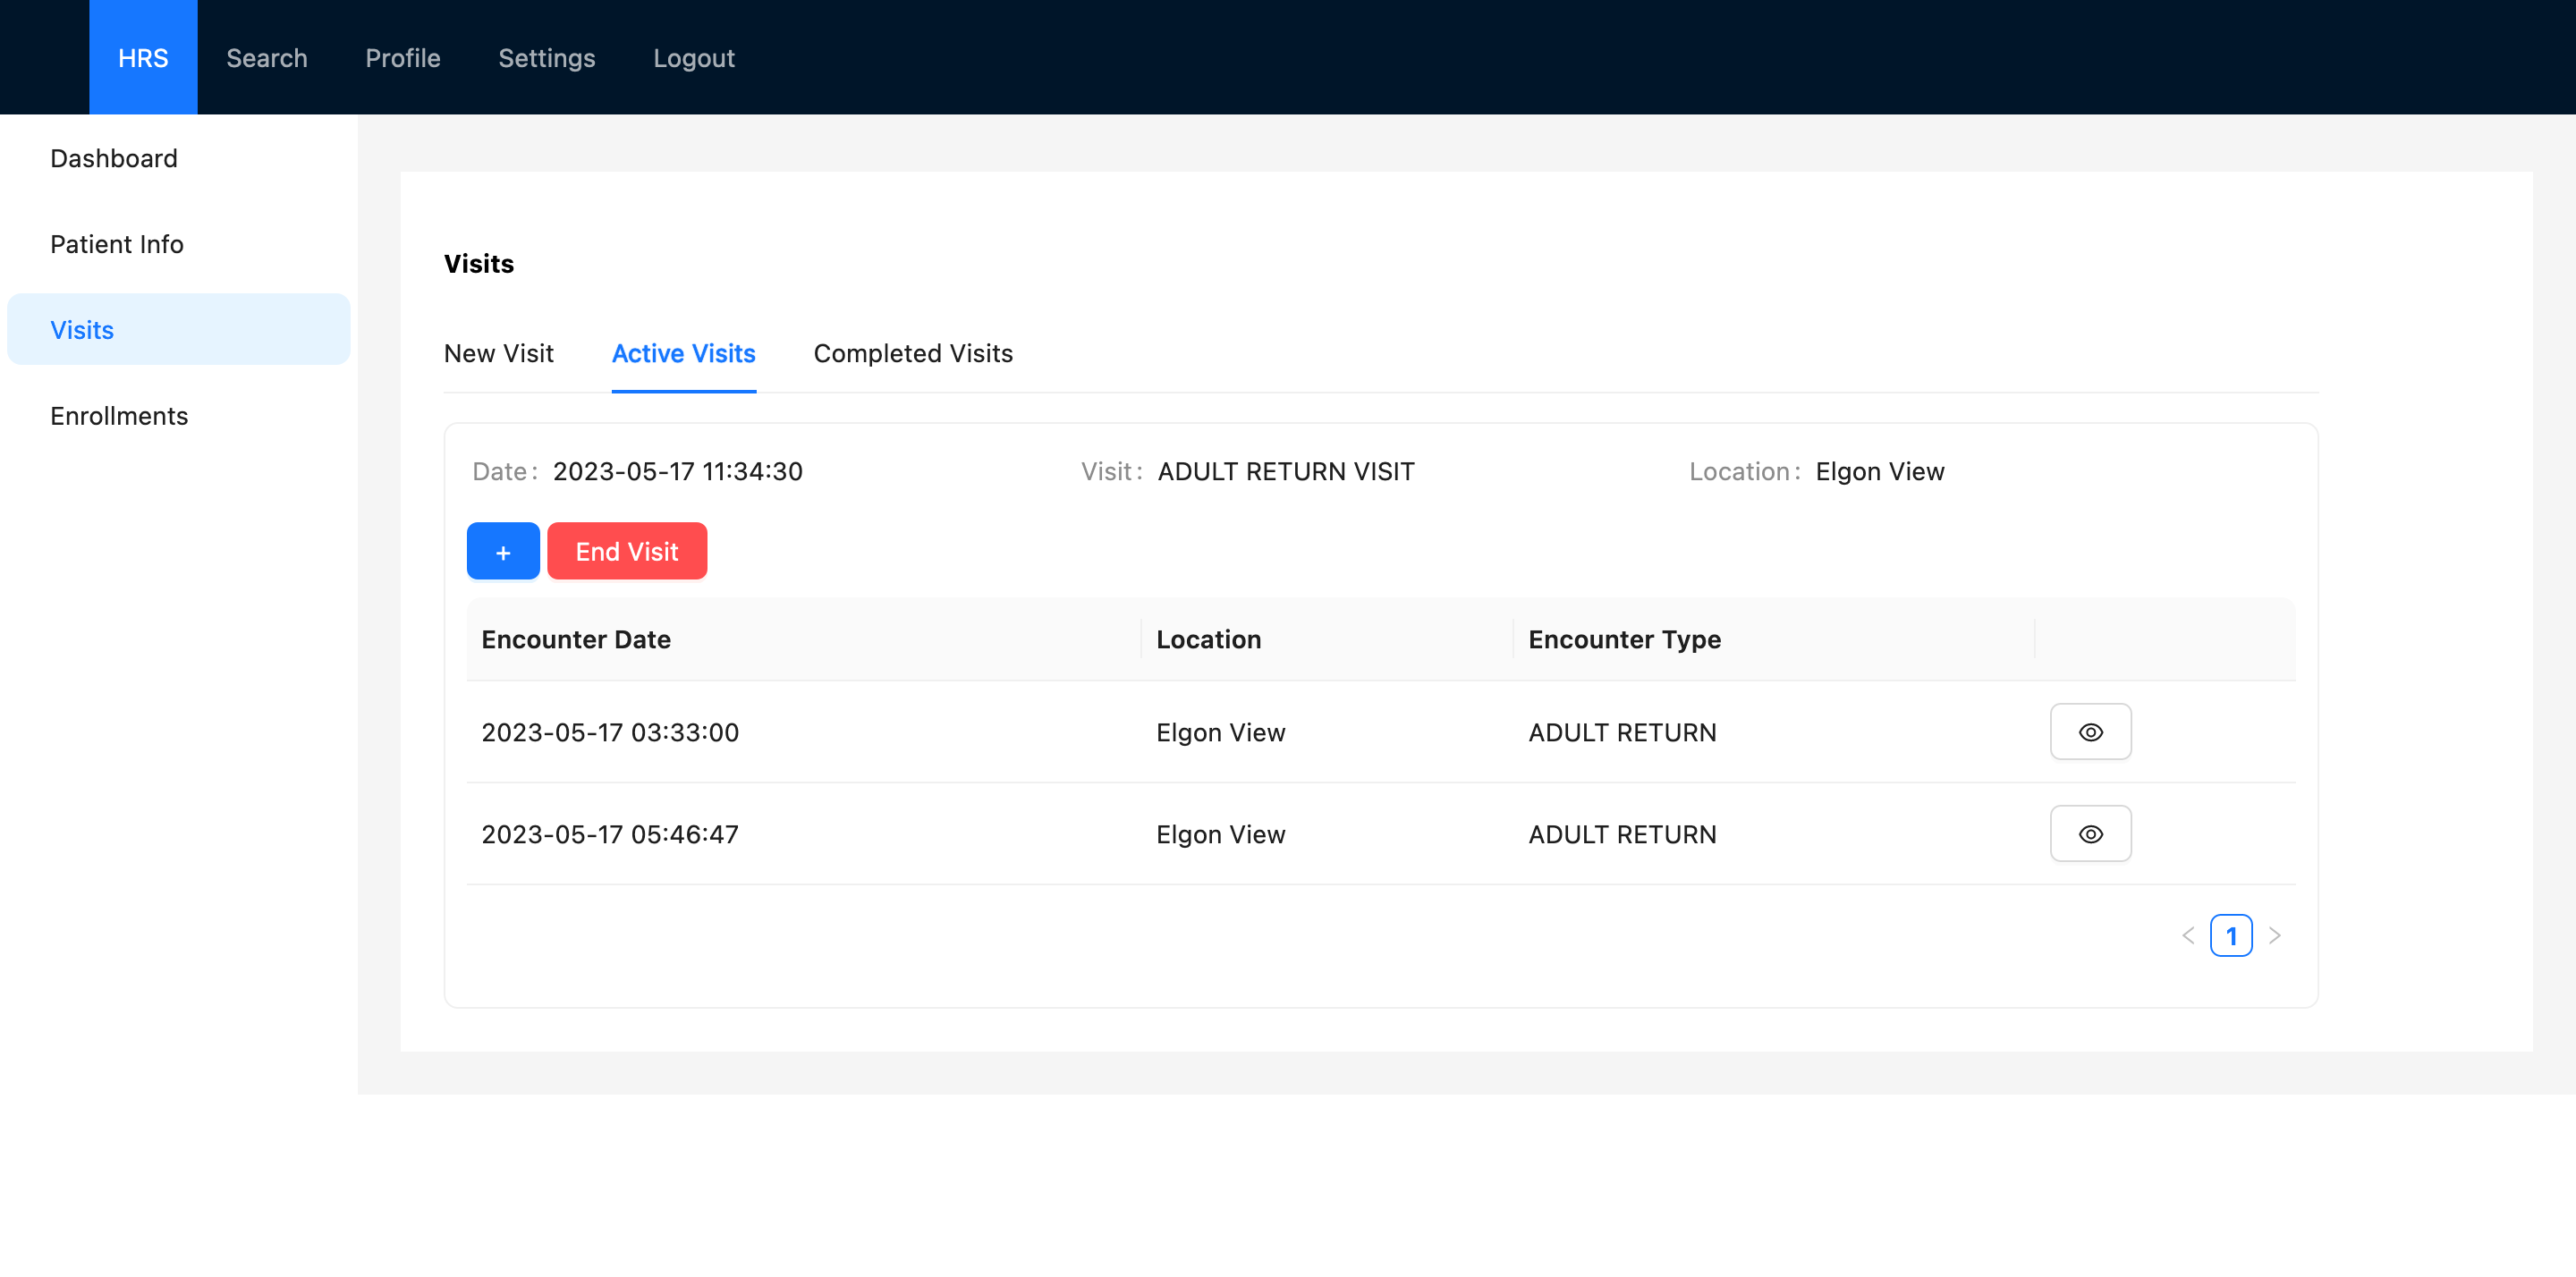 HRS Search Profile Settings Logout
Dashboard
Patient Info
Visits
Enrollments
Visits
New Visit Active Visits Completed Visits
Date: 2023-05-17 11:34:30 Visit: ADULT RETURN VISIT Location: Elgon View
+ End Visit
Encounter Date Location Encounter Type
2023-05-17 03:33:00 Elgon View ADULT RETURN
2023-05-17 05:46:47 Elgon View ADULT RETURN
< 1 >